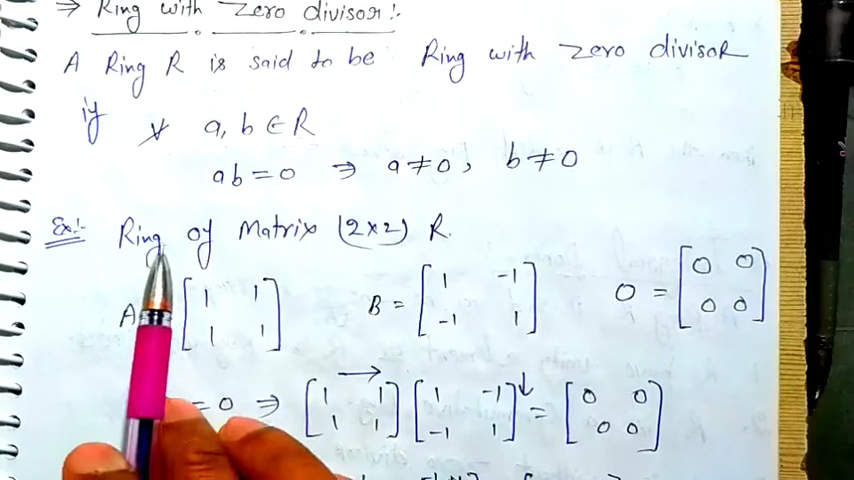 ⇒ Ring with Zero divisor:-
A Ring R is said to be Ring with zero divisoR
if ∀ a, b ∈ R
ab = 0 ⇒ a ≠ 0, b ≠ 0
Ex:- Ring of Matrix (2×2) R.
A [1 1; 1 1] B = [1 -1; -1 1] 0 = [0 0; 0 0]
= 0 ⇒ [1 1; 1 1] [1 -1; -1 1] = [0 0; 0 0]